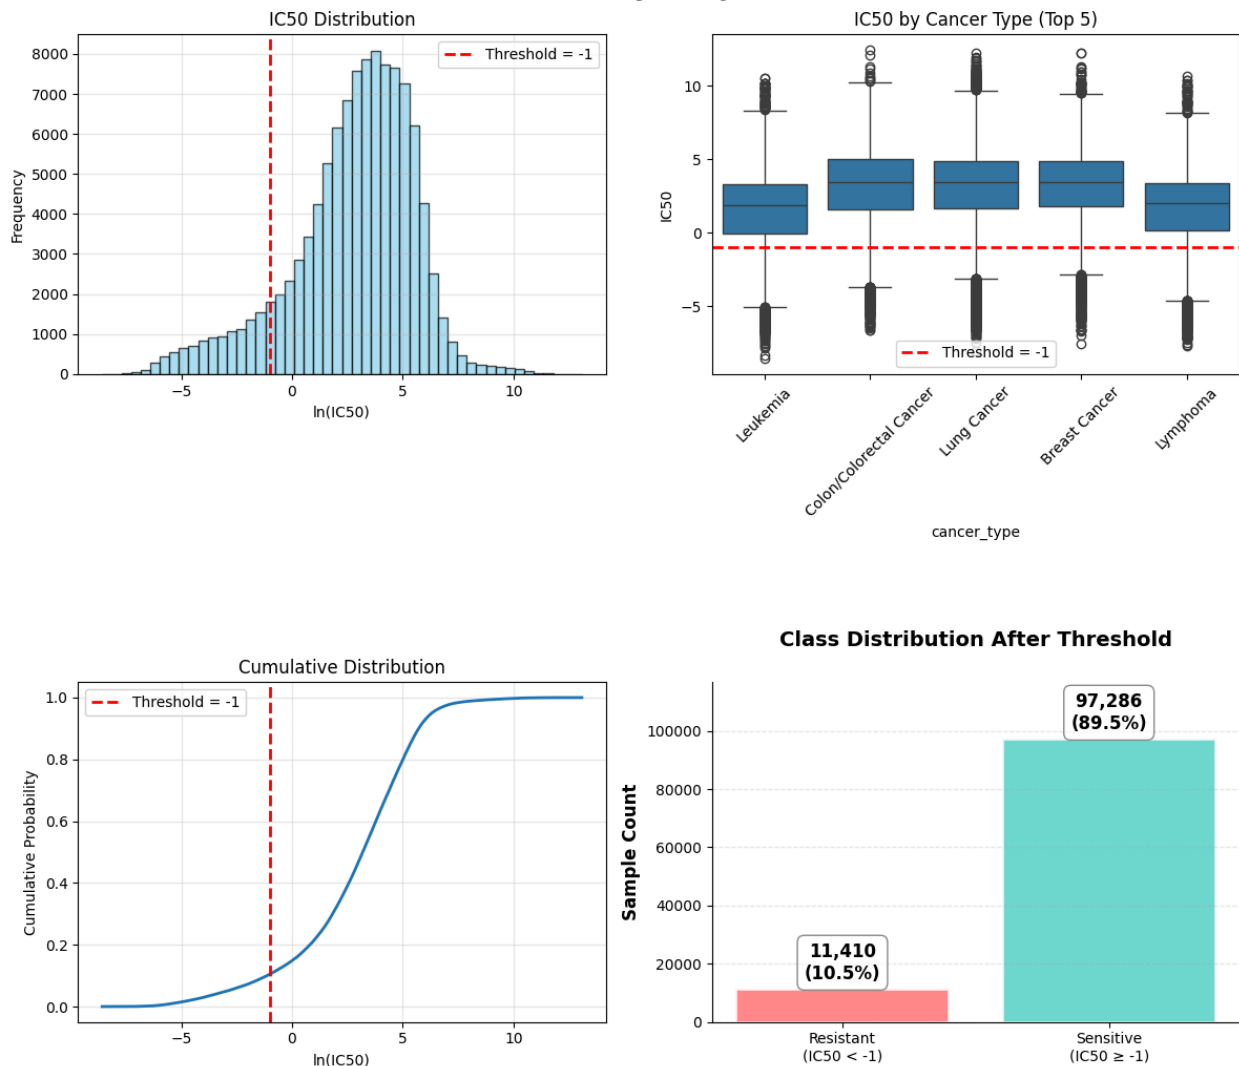 IC50 Distribution
Threshold = -1
Frequency
8000
7000
6000
5000
4000
3000
2000
1000
0
−5
0
5
10
ln(IC50)
IC50 by Cancer Type (Top 5)
IC50
10
5
0
−5
Threshold = -1
Leukemia
Colon/Colorectal Cancer
Lung Cancer
Breast Cancer
Lymphoma
cancer_type
Cumulative Distribution
Threshold = -1
Cumulative Probability
1.0
0.8
0.6
0.4
0.2
0.0
−5
0
5
10
ln(IC50)
Class Distribution After Threshold
Sample Count
100000
80000
60000
40000
20000
0
11,410
(10.5%)
97,286
(89.5%)
Resistant
(IC50 < -1)
Sensitive
(IC50 ≥ -1)